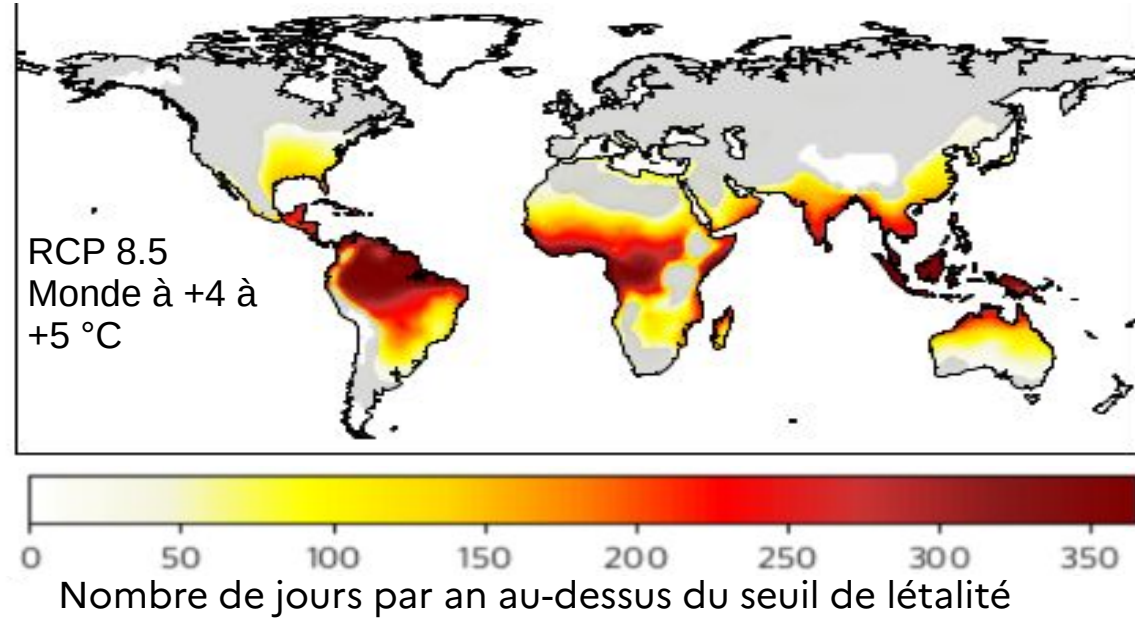 RCP 8.5
Monde à +4 à
+5 °C
0 50 100 150 200 250 300 350
Nombre de jours par an au-dessus du seuil de létalité